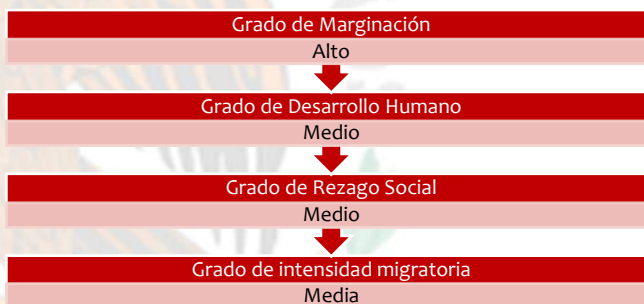 Grado de Marginación
Alto
Grado de Desarrollo Humano
Medio
Grado de Rezago Social
Medio
Grado de intensidad migratoria
Media